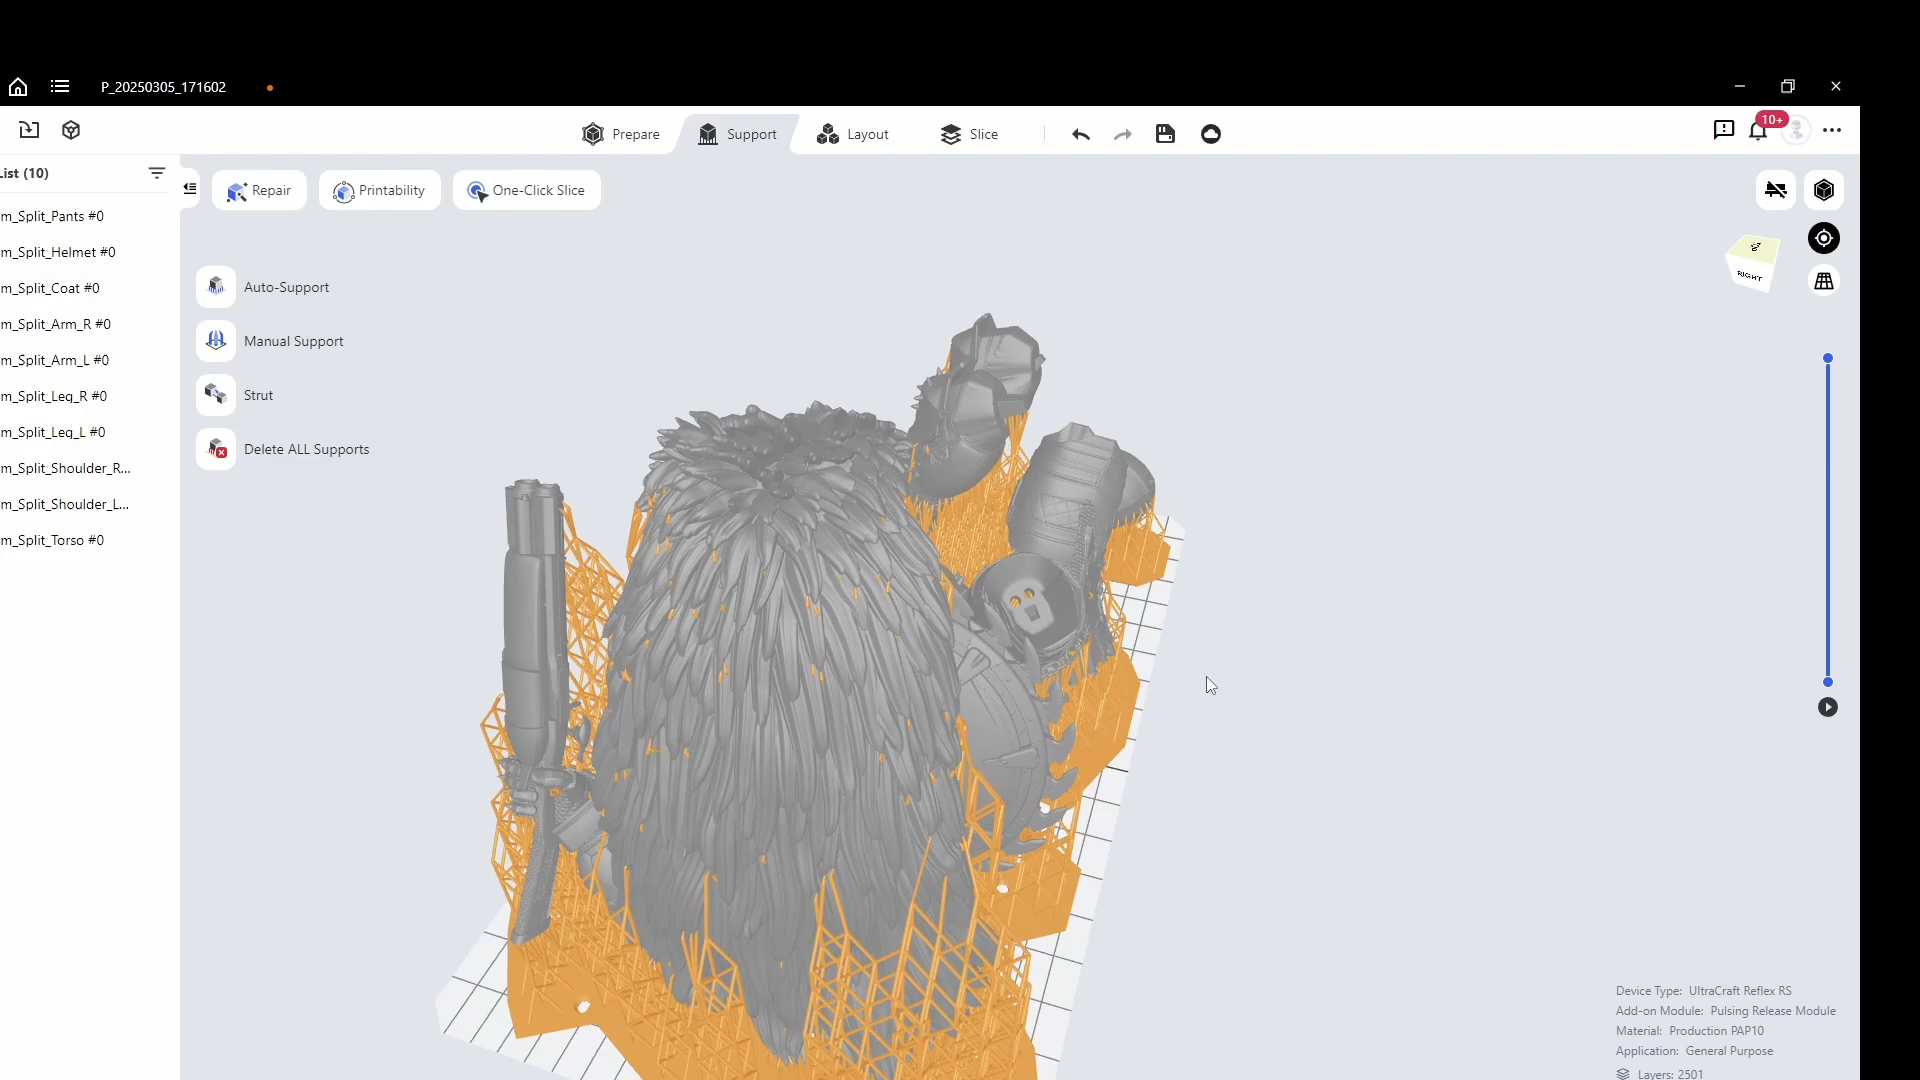 P_20250305_171602
Prepare
Support
Layout
Slice
10+
ist (10)
Repair
Printability
One-Click Slice
m_Split_Pants #0
m_Split_Helmet #0
m_Split_Coat #0
m_Split_Arm_R #0
m_Split_Arm_L #0
m_Split_Leg_R #0
m_Split_Leg_L #0
m_Split_Shoulder_R...
m_Split_Shoulder_L...
m_Split_Torso #0
Auto-Support
Manual Support
Strut
Delete ALL Supports
RIGHT
Device Type: UltraCraft Reflex RS
Add-on Module: Pulsing Release Module
Material: Production PAP10
Application: General Purpose
Layers: 2501